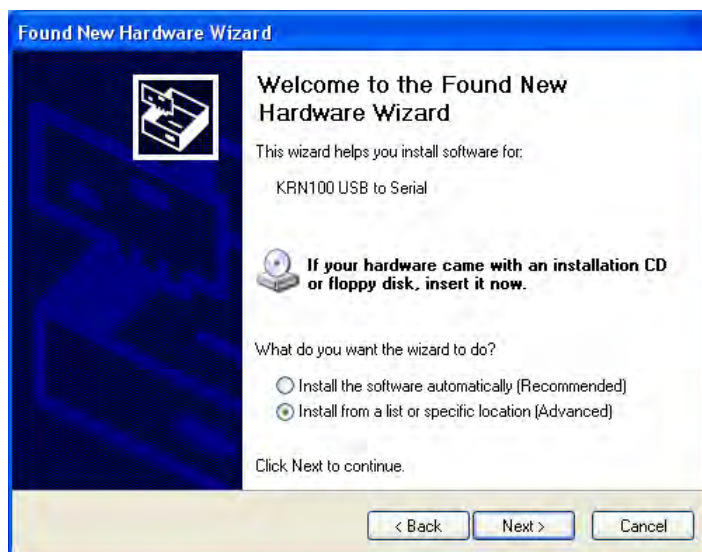 Found New Hardware Wizard
Welcome to the Found New
Hardware Wizard
This wizard helps you install software for:
KRN100 USB to Serial
If your hardware came with an installation CD
or floppy disk, insert it now.
What do you want the wizard to do?
Install the software automatically (Recommended)
Install from a list or specific location (Advanced)
Click Next to continue.
< Back
Next >
Cancel